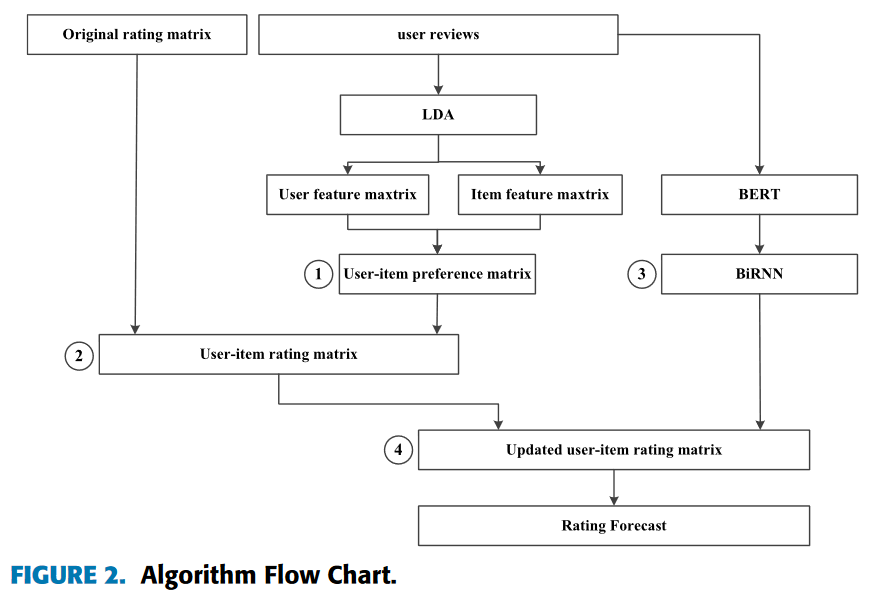 Original rating matrix
user reviews
LDA
User feature maxtrix
Item feature maxtrix
BERT
1
User-item preference matrix
3
BiRNN
2
User-item rating matrix
4
Updated user-item rating matrix
Rating Forecast
FIGURE 2. Algorithm Flow Chart.